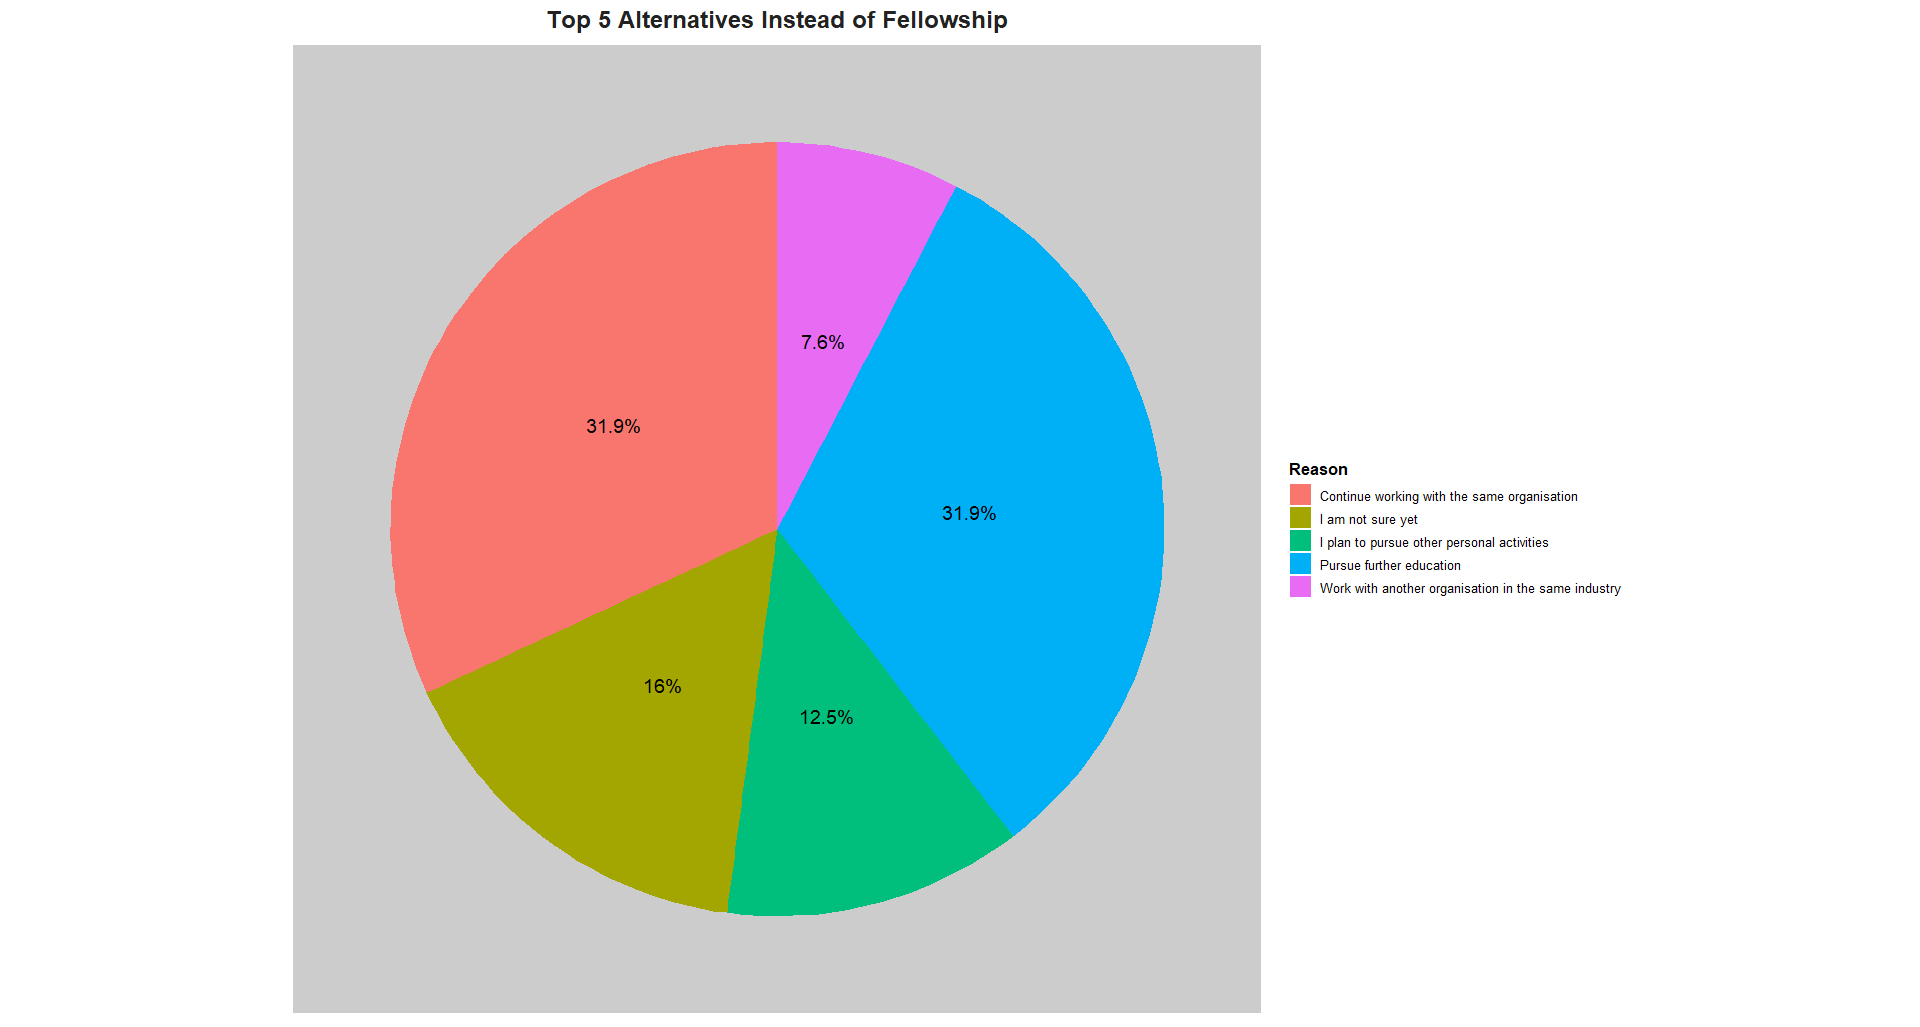 Top 5 Alternatives Instead of Fellowship
7.6%
31.9%
31.9%
16%
12.5%
Reason
Continue working with the same organisation
I am not sure yet
I plan to pursue other personal activities
Pursue further education
Work with another organisation in the same industry